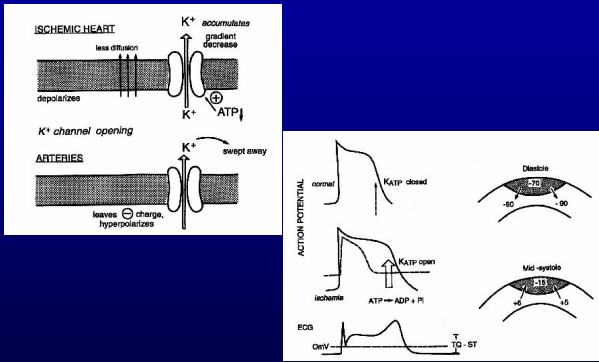 K+ accumulates
ISCHEMIC HEART
gradient
decrease
less diffusion
depolarizes
K+
+
ATP↓
K+ channel opening
K+
ARTERIES
swept away
leaves ⊖ charge,
hyperpolarizes
ACTION POTENTIAL
normal
KATP closed
Diastole
-70
-90
-90
KATP open
ischemia
ATP → ADP + Pi
Mid-systole
-15
+5
ECG
OmV
T
TQ - ST